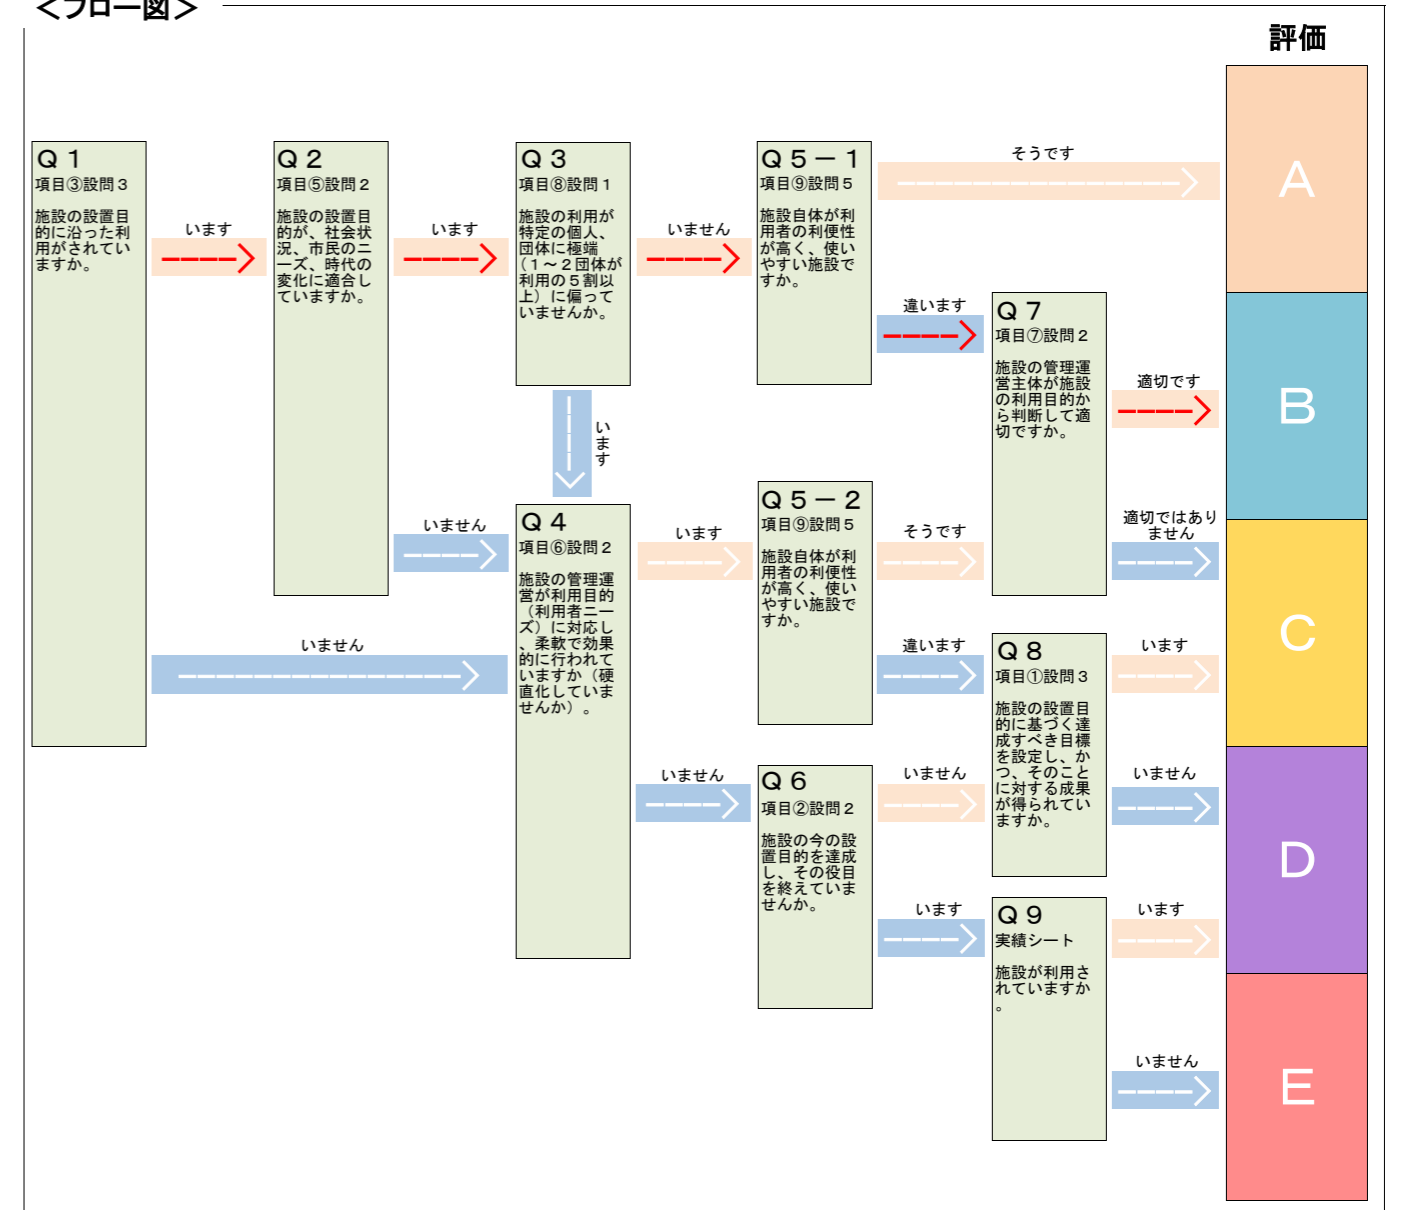 ＜フロー図＞
評価
Ｑ１
項目③設問３
施設の設置目
的に沿った利
用がされてい
ますか。
います
いません
Ｑ２
項目⑤設問２
施設の設置目
的が、社会状
況、市民のニ
ーズ、時代の
変化に適合し
ていますか。
います
いません
Ｑ３
項目⑧設問１
施設の利用が
特定の個人、
団体に極端
（１～２団体が
利用の５割以
上）に偏って
いませんか。
いません
います
Ｑ４
項目⑥設問２
施設の管理運
営が利用目的
（利用者ニー
ズ）に対応し
、柔軟で効果
的に行われて
いますか（硬
直化していま
せんか）。
います
いません
Ｑ５－１
項目⑨設問５
施設自体が利
用者の利便性
が高く、使い
やすい施設で
すか。
そうです
違います
Ｑ５－２
項目⑨設問５
施設自体が利
用者の利便性
が高く、使い
やすい施設で
すか。
そうです
違います
Ｑ６
項目②設問２
施設の今の設
置目的を達成
し、その役目
を終えていま
せんか。
いません
います
Ｑ７
項目⑦設問２
施設の管理運
営主体が施設
の利用目的か
ら判断して適
切ですか。
適切です
適切ではあり
ません
Ｑ８
項目①設問３
施設の設置目
的に基づく達
成すべき目標
を設定し、か
つ、そのこと
に対する成果
が得られてい
ますか。
います
いません
Ｑ９
実績シート
施設が利用さ
れていますか
。
います
いません
Ａ
Ｂ
Ｃ
Ｄ
Ｅ